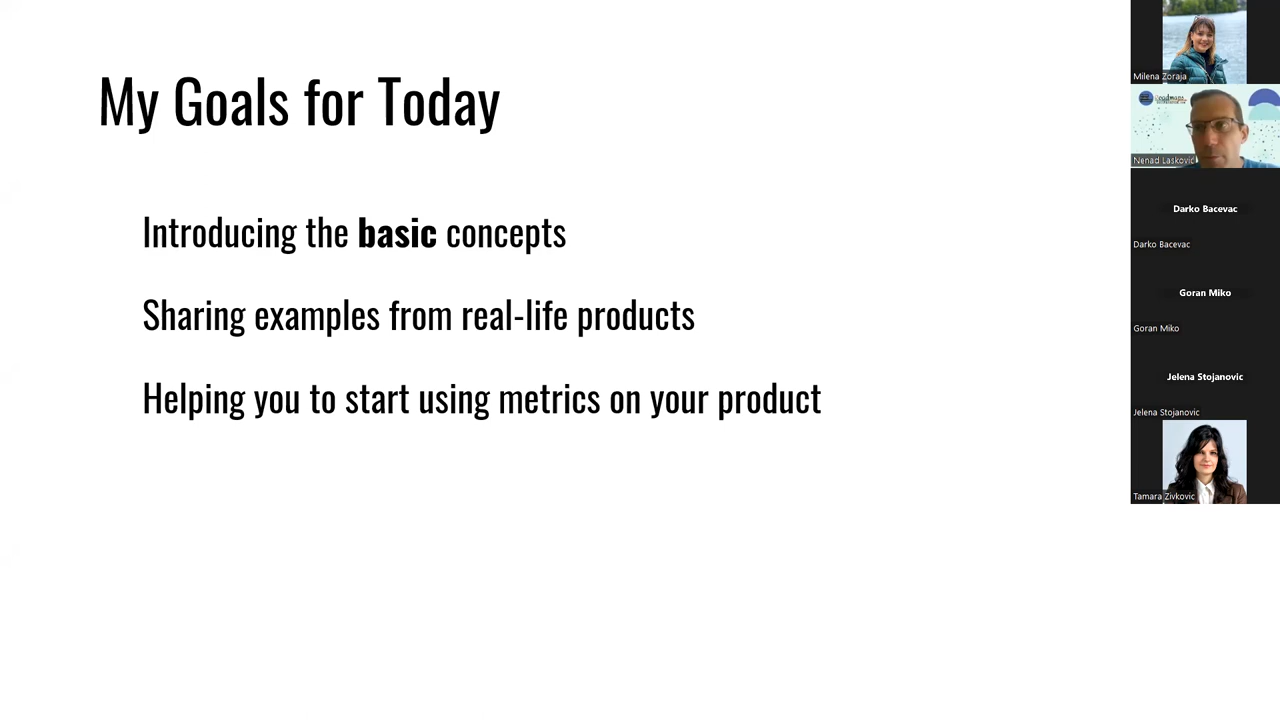 My Goals for Today
Introducing the basic concepts
Sharing examples from real-life products
Helping you to start using metrics on your product
Milena Zoraja
Nenad Lasković
Darko Bacevac
Darko Bacevac
Goran Miko
Goran Miko
Jelena Stojanovic
Jelena Stojanovic
Tamara Zivkovic